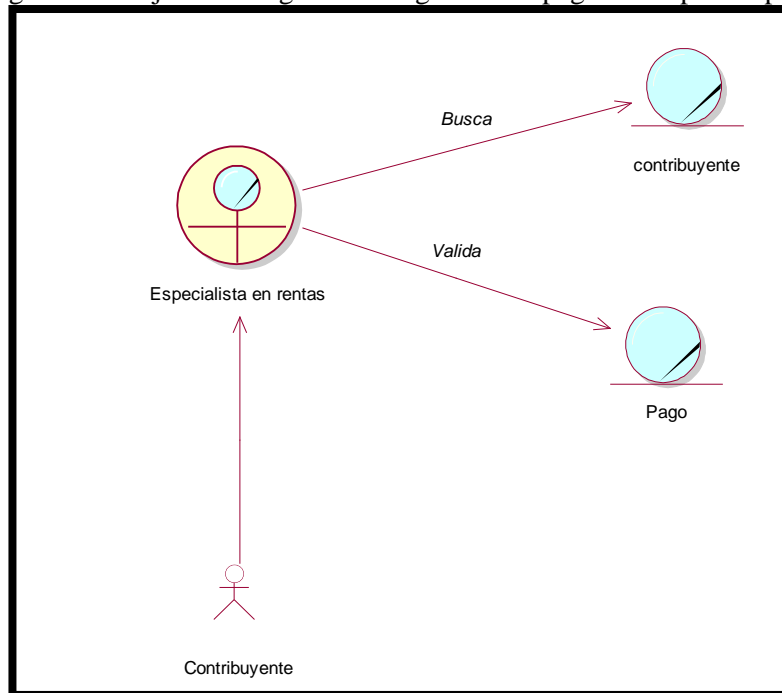 Busca
contribuyente
Especialista en rentas
Valida
Pago
Contribuyente